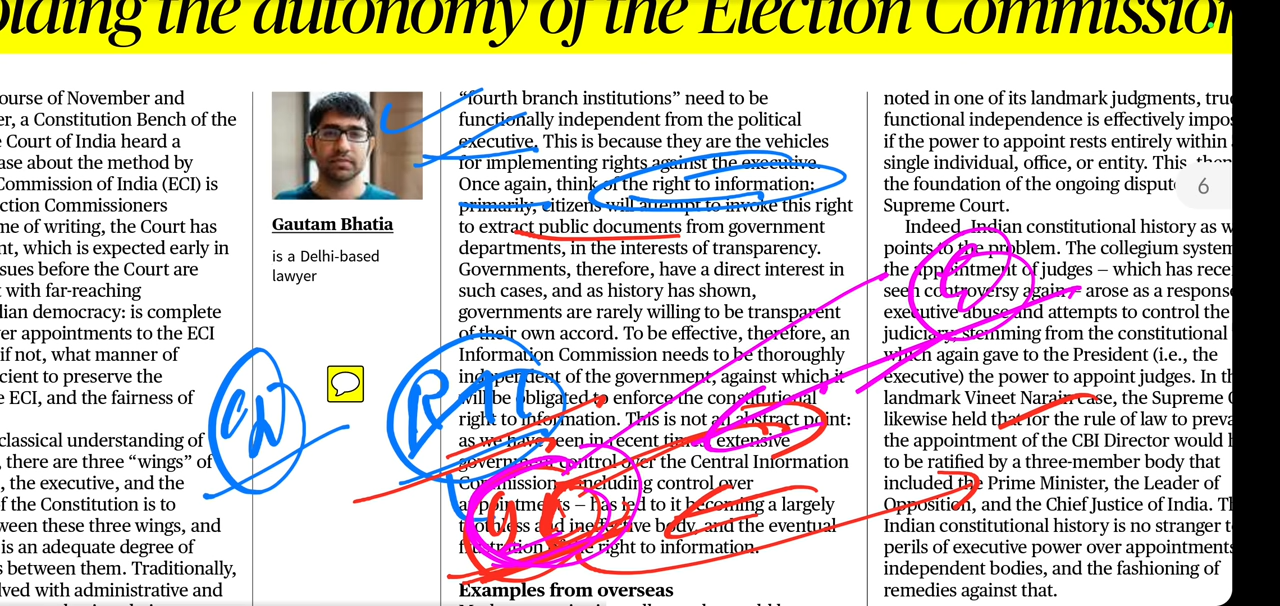 olding the autonomy of the Election Commission
ourse of November and
er, a Constitution Bench of the
e Court of India heard a
ase about the method by
Commission of India (ECI) is
ction Commissioners
me of writing, the Court has
nt, which is expected early in
sues before the Court are
t with far-reaching
dian democracy: is complete
ver appointments to the ECI
if not, what manner of
cient to preserve the
e ECI, and the fairness of
classical understanding of
, there are three “wings” of
, the executive, and the
of the Constitution is to
ween these three wings, and
is an adequate degree of
s between them. Traditionally,
lved with administrative and
Gautam Bhatia
is a Delhi-based
lawyer
“fourth branch institutions” need to be
functionally independent from the political
executive. This is because they are the vehicles
for implementing rights against the executive.
Once again, think of the right to information:
primarily, citizens will attempt to invoke this right
to extract public documents from government
departments, in the interests of transparency.
Governments, therefore, have a direct interest in
such cases, and as history has shown,
governments are rarely willing to be transparent
of their own accord. To be effective, therefore, an
Information Commission needs to be thoroughly
independent of the government, against which it
will be obligated to enforce the constitutional
right to information. This is not an abstract point:
as we have seen in recent times, extensive
government control over the Central Information
Commission – including control over
appointments – has led to it becoming a largely
toothless and ineffective body, and the eventual
frustration of the right to information.
Examples from overseas
noted in one of its landmark judgments, true
functional independence is effectively impos
if the power to appoint rests entirely within
single individual, office, or entity. This, then
the foundation of the ongoing dispute
Supreme Court.
Indeed, Indian constitutional history as w
points to the problem. The collegium system
the appointment of judges – which has rece
seen controversy again – arose as a response
executive abuse and attempts to control the
judiciary, stemming from the constitutional
which again gave to the President (i.e., the
executive) the power to appoint judges. In th
landmark Vineet Narain case, the Supreme C
likewise held that for the rule of law to preva
the appointment of the CBI Director would h
to be ratified by a three-member body that
included the Prime Minister, the Leader of
Opposition, and the Chief Justice of India. Th
Indian constitutional history is no stranger t
perils of executive power over appointments
independent bodies, and the fashioning of
remedies against that.
6
RTI